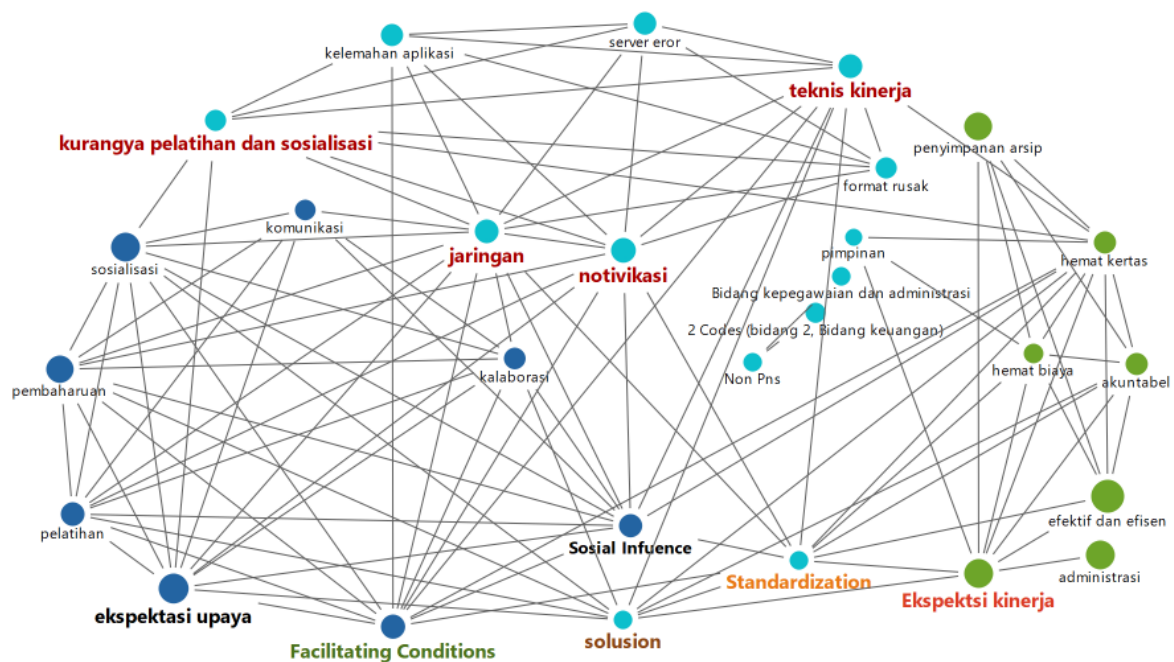 server eror
kelemahan aplikasi
teknis kinerja
kurangya pelatihan dan sosialisasi
penyimpanan arsip
format rusak
komunikasi
jaringan
notivikasi
pimpinan
hemat kertas
sosialisasi
Bidang kepegawaian dan administrasi
2 Codes (bidang 2, Bidang keuangan)
Non Pns
hemat biaya
akuntabel
pembaharuan
kalaborasi
pelatihan
Sosial Infuence
efektif dan efisen
administrasi
Standardization
Ekspektsi kinerja
ekspektasi upaya
Facilitating Conditions
solusion